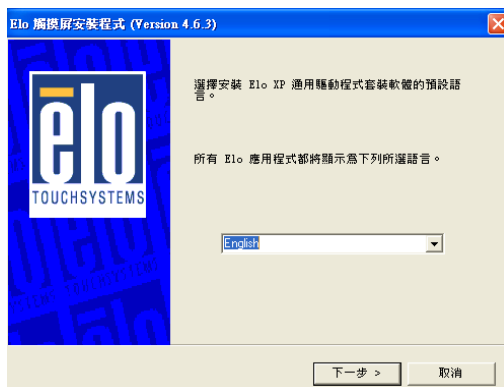 Elo 觸摸屏安裝程式 (Version 4.6.3)
選擇安裝 Elo XP 通用驅動程式套裝軟體的預設語
言。
所有 Elo 應用程式都將顯示為下列所選語言。
English
elo
TOUCHSYSTEMS
下一步 >
取消